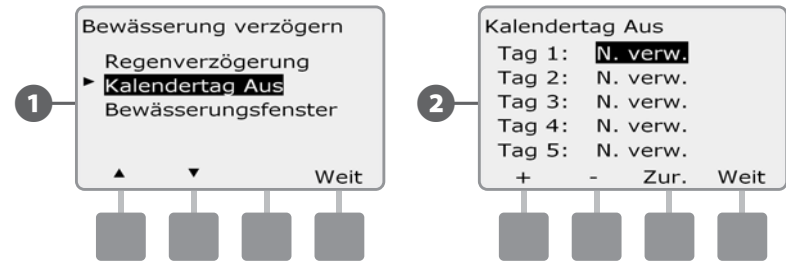 1
Bewässerung verzögern
Regenverzögerung
► Kalendertag Aus
Bewässerungsfenster
▲ ▼ Weit
2
Kalendertag Aus
Tag 1: N. verw.
Tag 2: N. verw.
Tag 3: N. verw.
Tag 4: N. verw.
Tag 5: N. verw.
+ - Zur. Weit